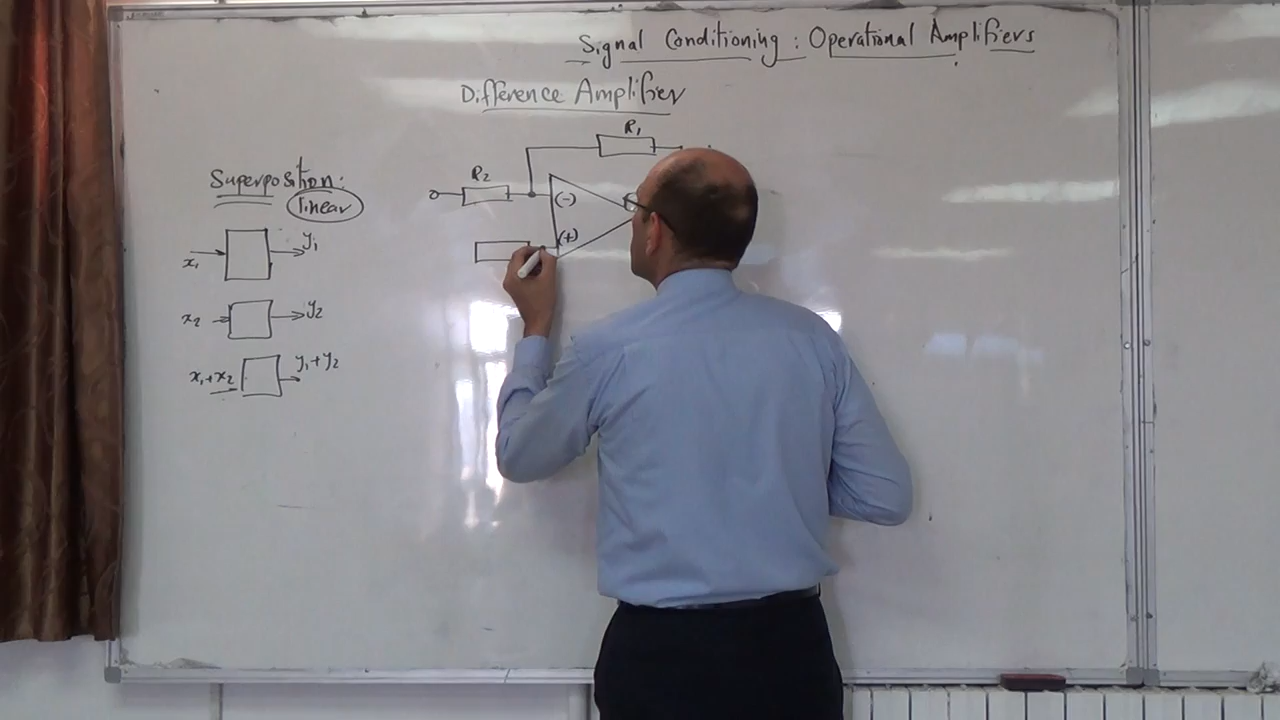 Signal Conditioning : Operational Amplifiers
Difference Amplifier
Superposition:
linear
x₁ y₁
x₂ y₂
x₁+x₂ y₁+y₂
R₁
R₂
(-)
(+)